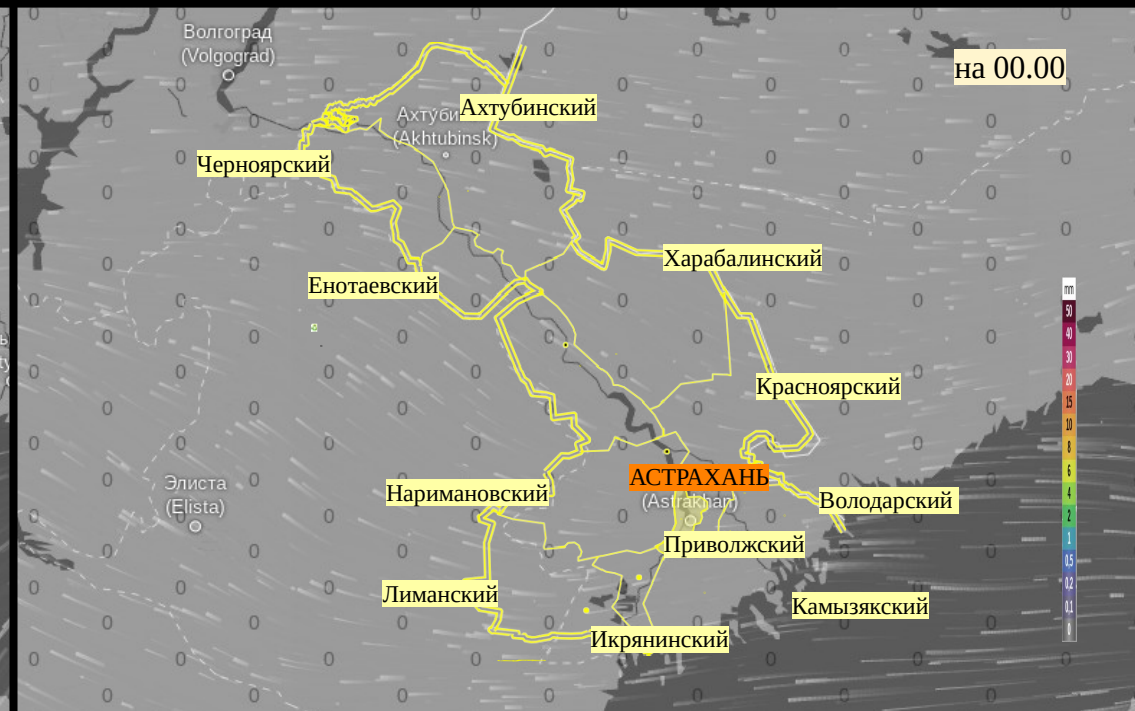 Волгоград
(Volgograd)
на 00.00
Ахтубинский
(Akhtubinsk)
Черноярский
Харабалинский
Енотаевский
mm
50
40
30
20
15
10
8
6
4
2
1
0,5
0,2
0,1
0
Красноярский
АСТРАХАНЬ
(Astrakhan)
Элиста
(Elista)
Наримановский
Володарский
Приволжский
Лиманский
Камызякский
Икрянинский